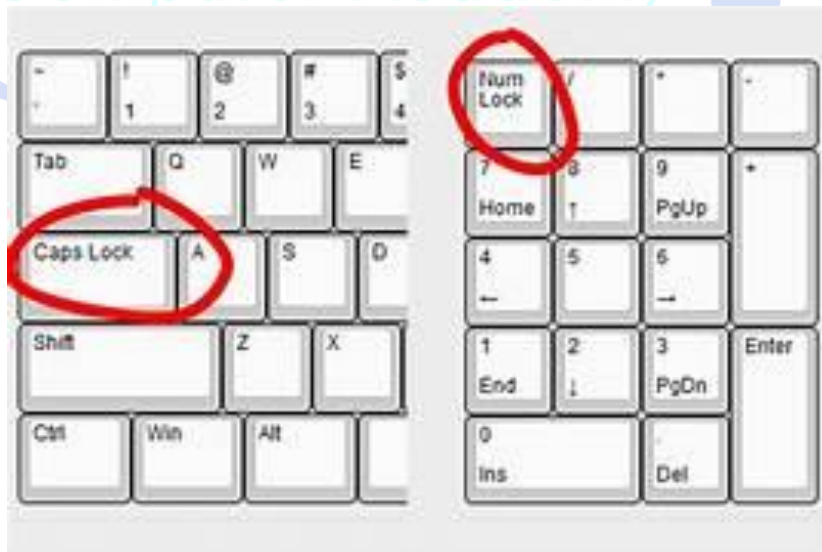 ~ ! @ # $
` 1 2 3 4
Tab Q W E
Caps Lock A S D
Shift Z X
Ctrl Win Alt
Num
Lock / * -
7 8 9 +
Home ↑ PgUp
4 5 6
← →
1 2 3 Enter
End ↓ PgDn
0 .
Ins Del